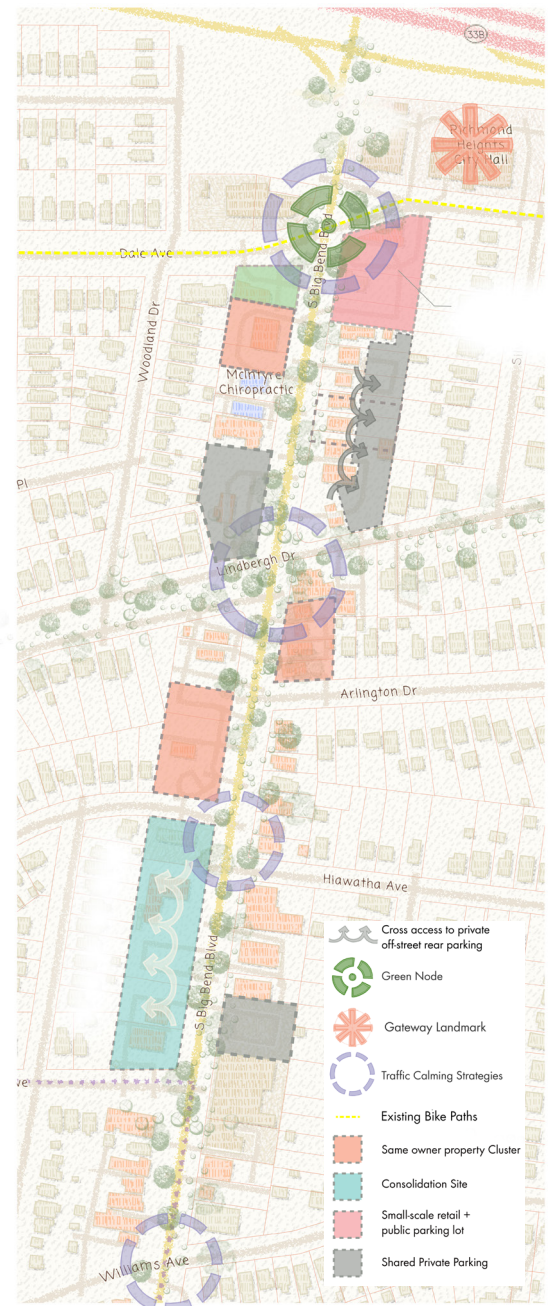 33B
Richmond
Heights
City Hall
S Big Bend Blvd
Dale Ave
Woodland Dr
S
McIntyre
Chiropractic
Pl
Lindbergh Dr
Arlington Dr
Hiawatha Ave
S Big Bend Blvd
ve
Williams Ave
Cross access to private
off-street rear parking
Green Node
Gateway Landmark
Traffic Calming Strategies
Existing Bike Paths
Same owner property Cluster
Consolidation Site
Small-scale retail +
public parking lot
Shared Private Parking